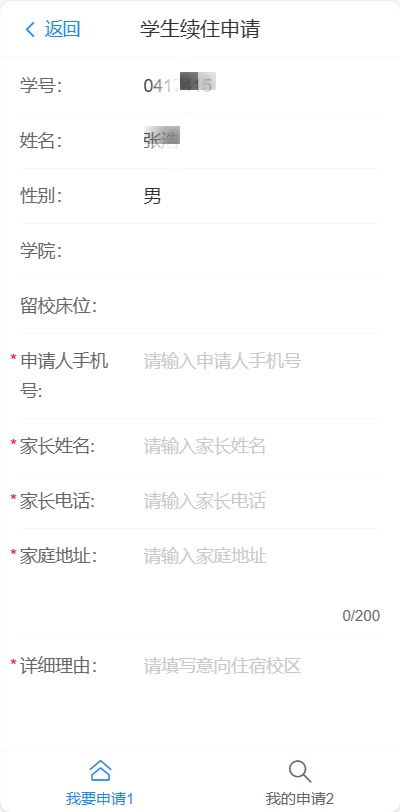 返回
学生续住申请
学号：
姓名：
性别： 男
学院：
留校床位：
* 申请人手机号: 请输入申请人手机号
* 家长姓名: 请输入家长姓名
* 家长电话: 请输入家长电话
* 家庭地址： 请输入家庭地址
0/200
* 详细理由： 请填写意向住宿校区
我要申请1
我的申请2